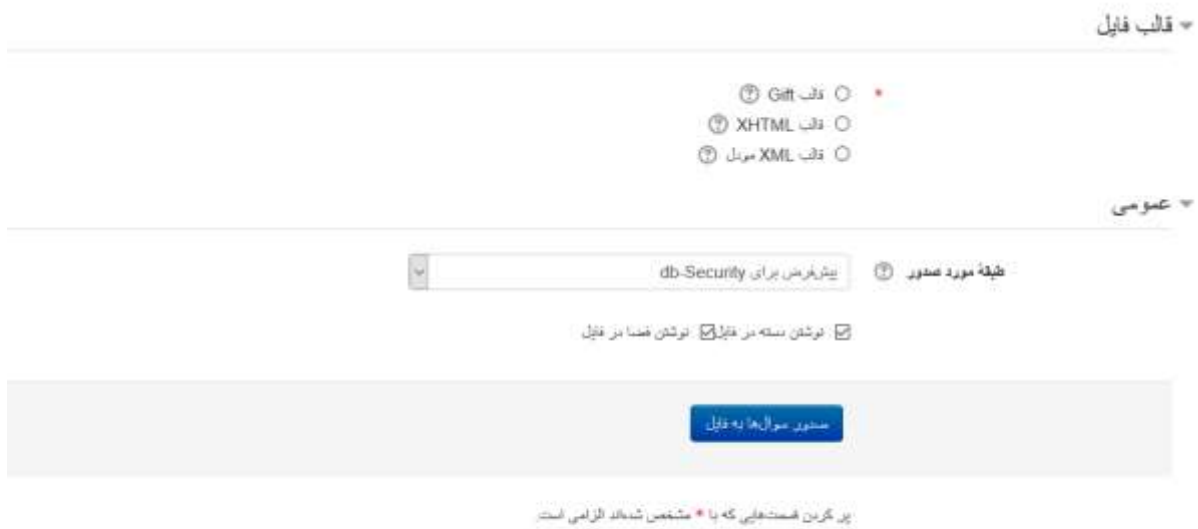 قالب فایل
* قالب Gift
قالب XHTML
قالب XML مودل
عمومی
طبقهٔ مورد صدور پیش‌فرض برای db-Security
نوشتن دسته در فایل نوشتن فضا در فایل
صدور سوال‌ها به فایل
پر کردن قسمت‌هایی که با * مشخص شده‌اند الزامی است.